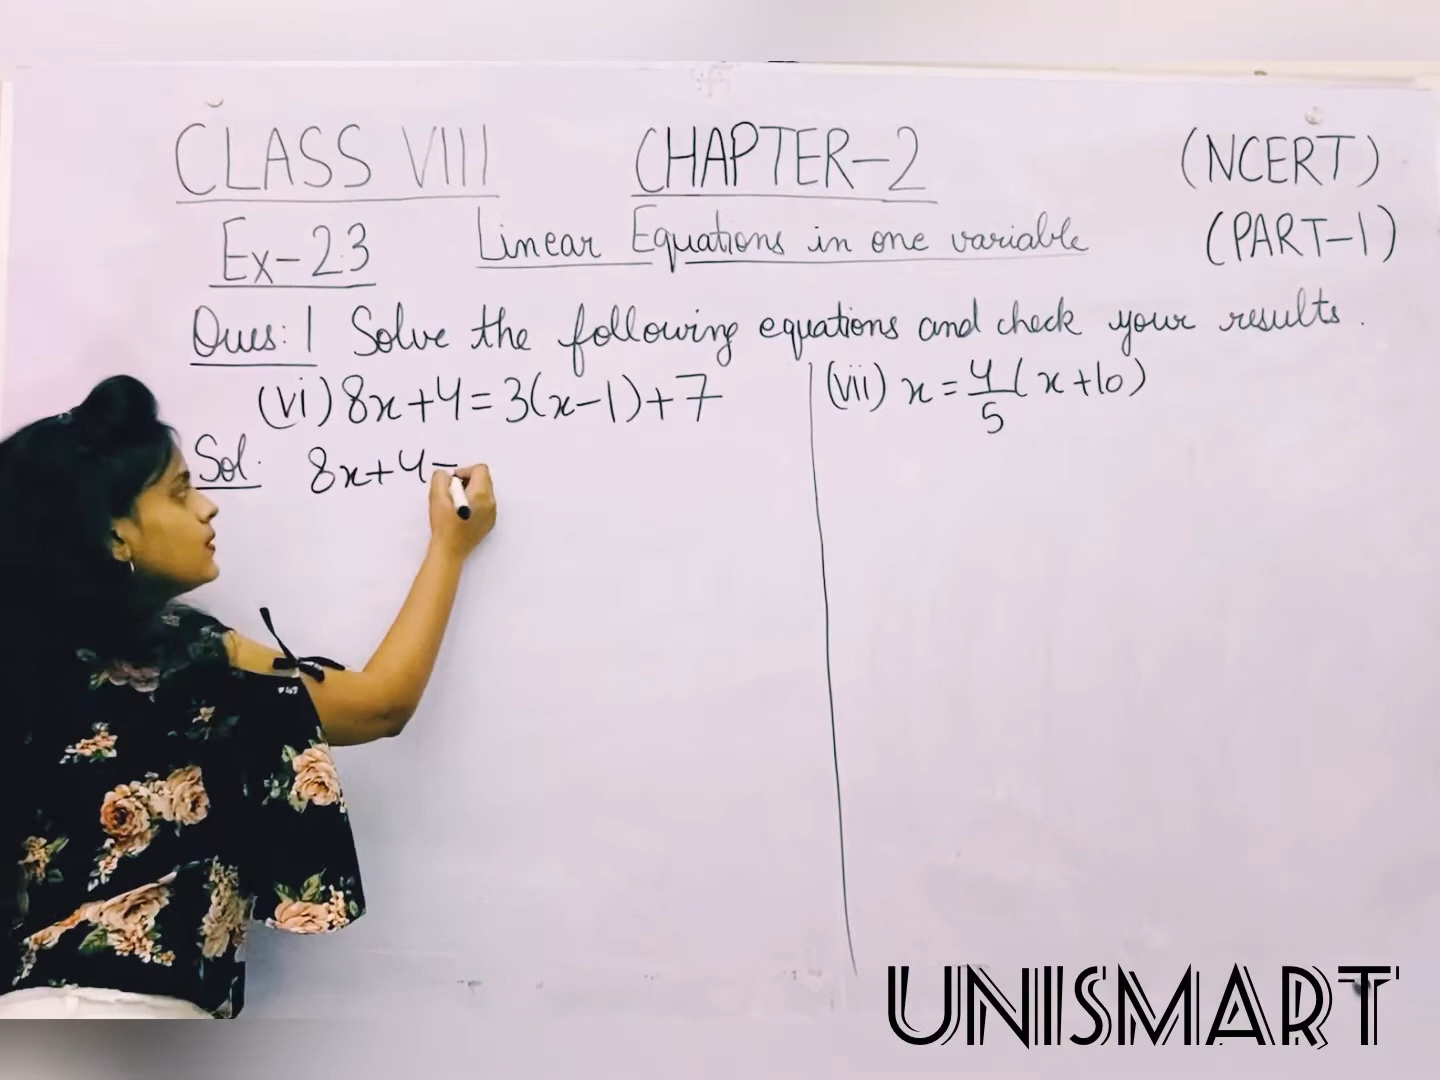 CLASS VIII CHAPTER-2 (NCERT)
Ex-2.3 Linear Equations in one variable (PART-1)
Ques:1 Solve the following equations and check your results.
(vi) 8x+4=3(x-1)+7 (vii) x=4/5(x+10)
Sol. 8x+4=
UNISMART